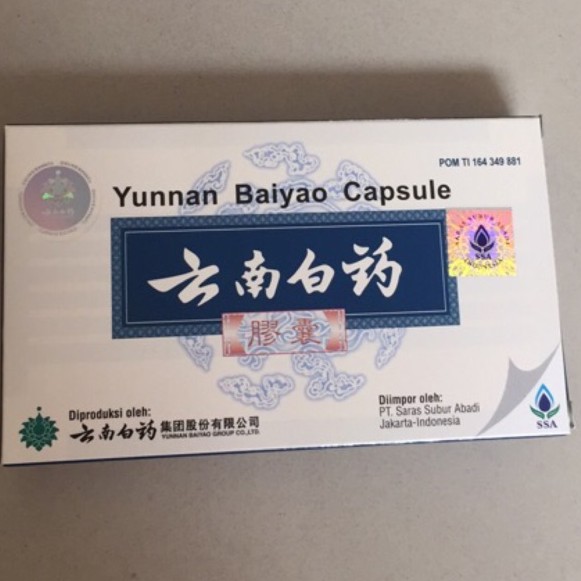 POM TI 164 349 881
Yunnan Baiyao Capsule
云南白药
SSA
INDONESIA
膠囊
Diproduksi oleh:
云南白药 集团股份有限公司
YUNNAN BAIYAO GROUP CO.,LTD.
Diimpor oleh:
PT. Saras Subur Abadi
Jakarta-Indonesia
SSA